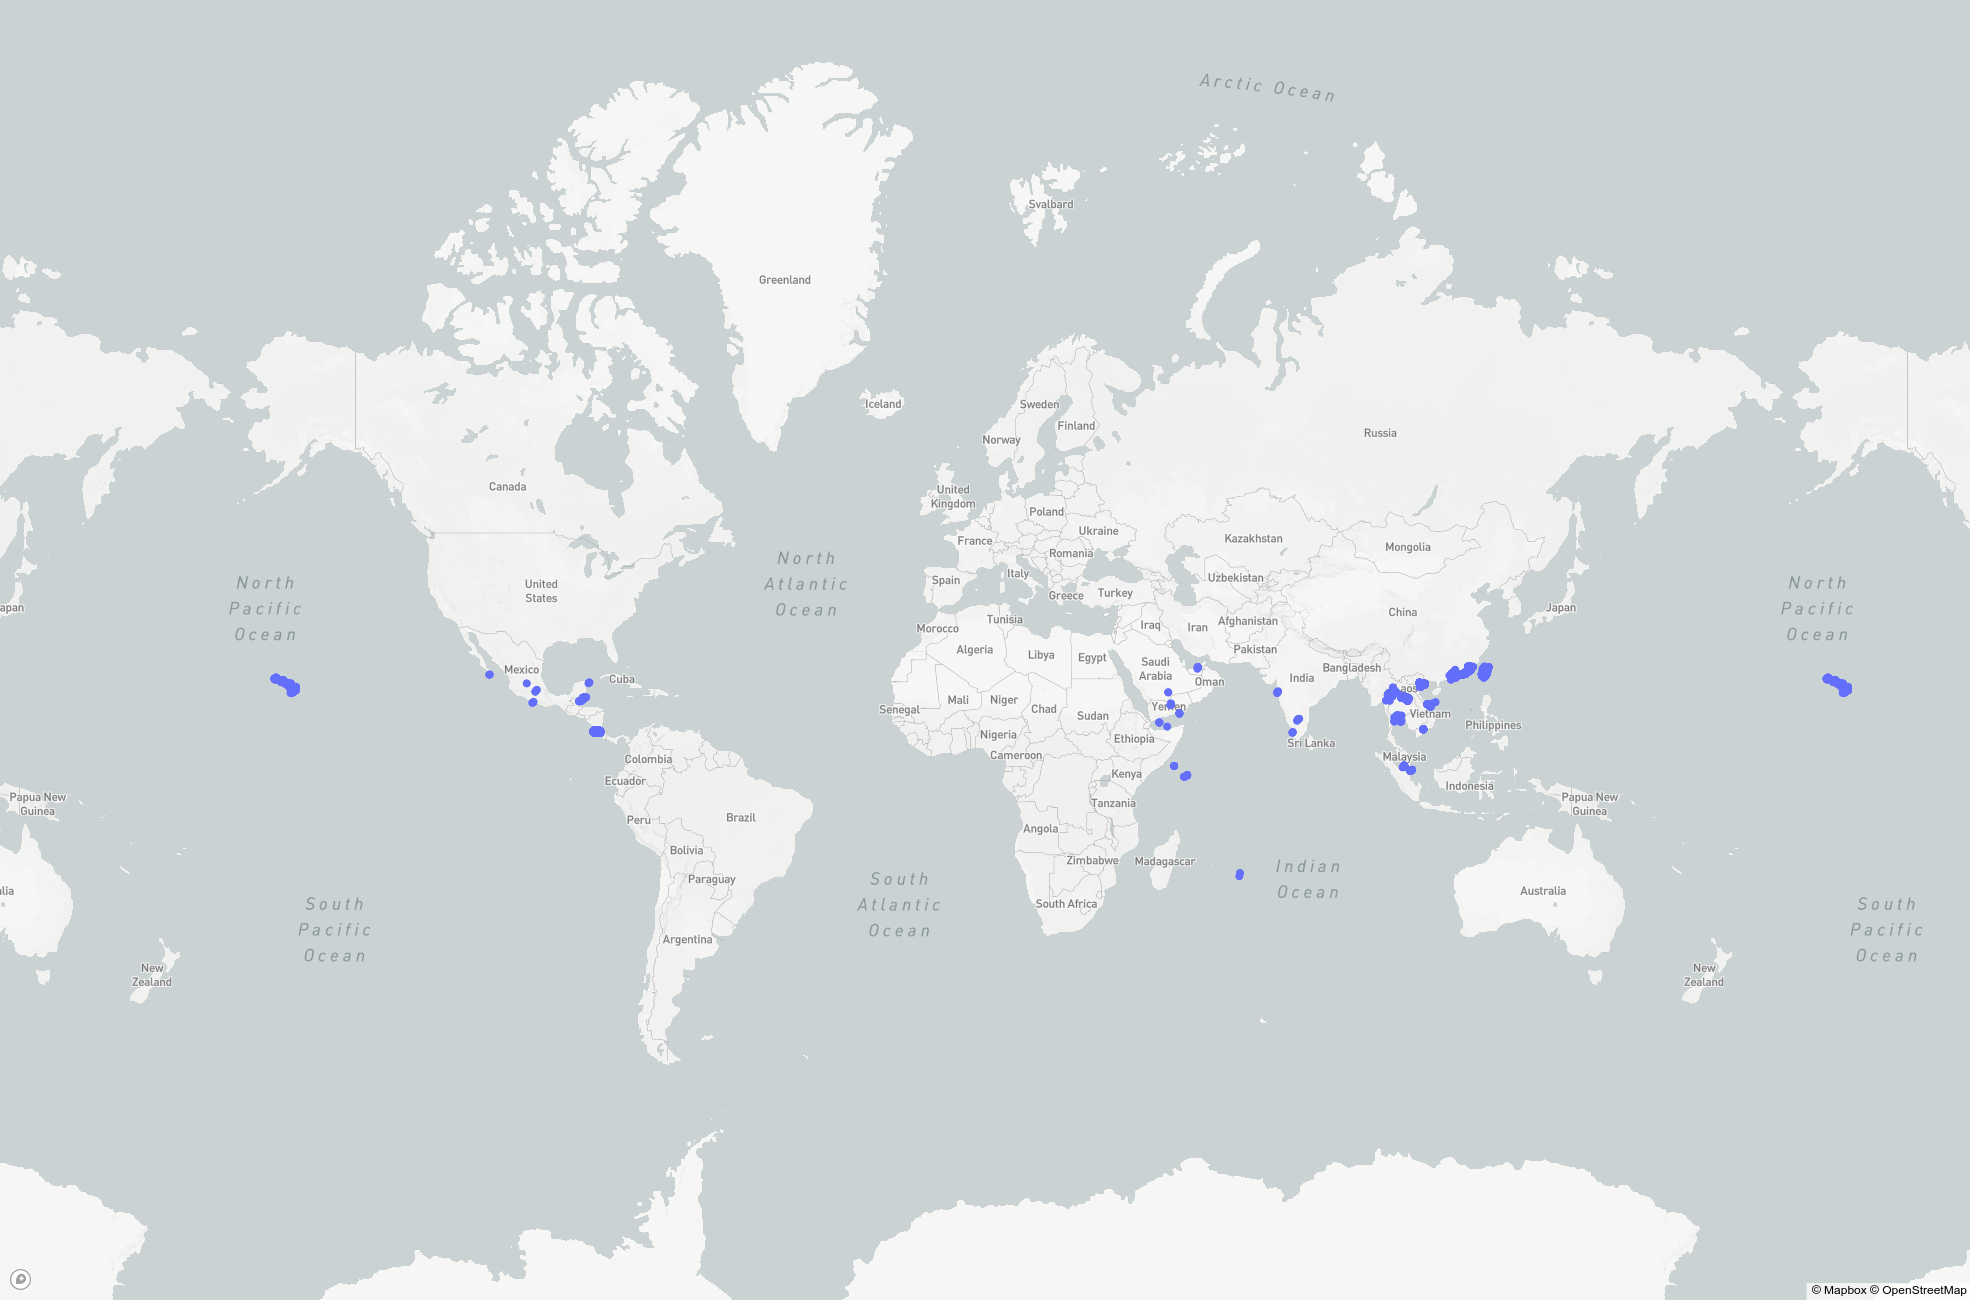 Arctic Ocean
Svalbard
Greenland
Iceland
Sweden
Finland
Norway
Russia
Canada
United
Kingdom
Poland
Ukraine
France
Romania
Kazakhstan
Mongolia
North
Pacific
Ocean
North
Atlantic
Ocean
United
States
Spain
Italy
Greece
Turkey
Uzbekistan
China
Japan
apan
North
Pacific
Ocean
Morocco
Tunisia
Algeria
Libya
Egypt
Iraq
Iran
Afghanistan
Pakistan
Saudi
Arabia
Oman
India
Bangladesh
Laos
Mexico
Cuba
Senegal
Mali
Niger
Chad
Sudan
Yemen
Vietnam
Philippines
Nigeria
Ethiopia
Cameroon
Sri Lanka
Malaysia
Colombia
Ecuador
Kenya
Indonesia
Papua New
Guinea
Papua New
Guinea
Tanzania
Peru
Brazil
Angola
Bolivia
Zimbabwe
Madagascar
Indian
Ocean
Paraguay
South
Atlantic
Ocean
South Africa
Australia
alia
South
Pacific
Ocean
South
Pacific
Ocean
Argentina
New
Zealand
New
Zealand
© Mapbox © OpenStreetMap